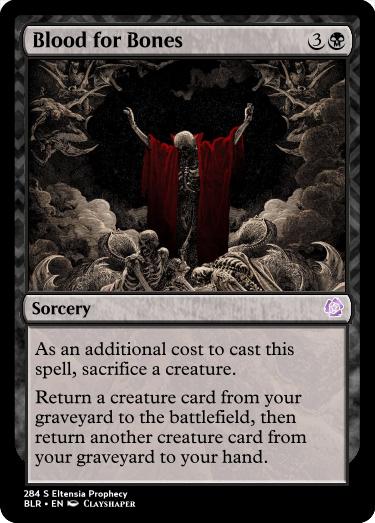 Blood for Bones 3
Sorcery
As an additional cost to cast this
spell, sacrifice a creature.
Return a creature card from your
graveyard to the battlefield, then
return another creature card from
your graveyard to your hand.
284 S Eltensia Prophecy
BLR • EN Clayshaper